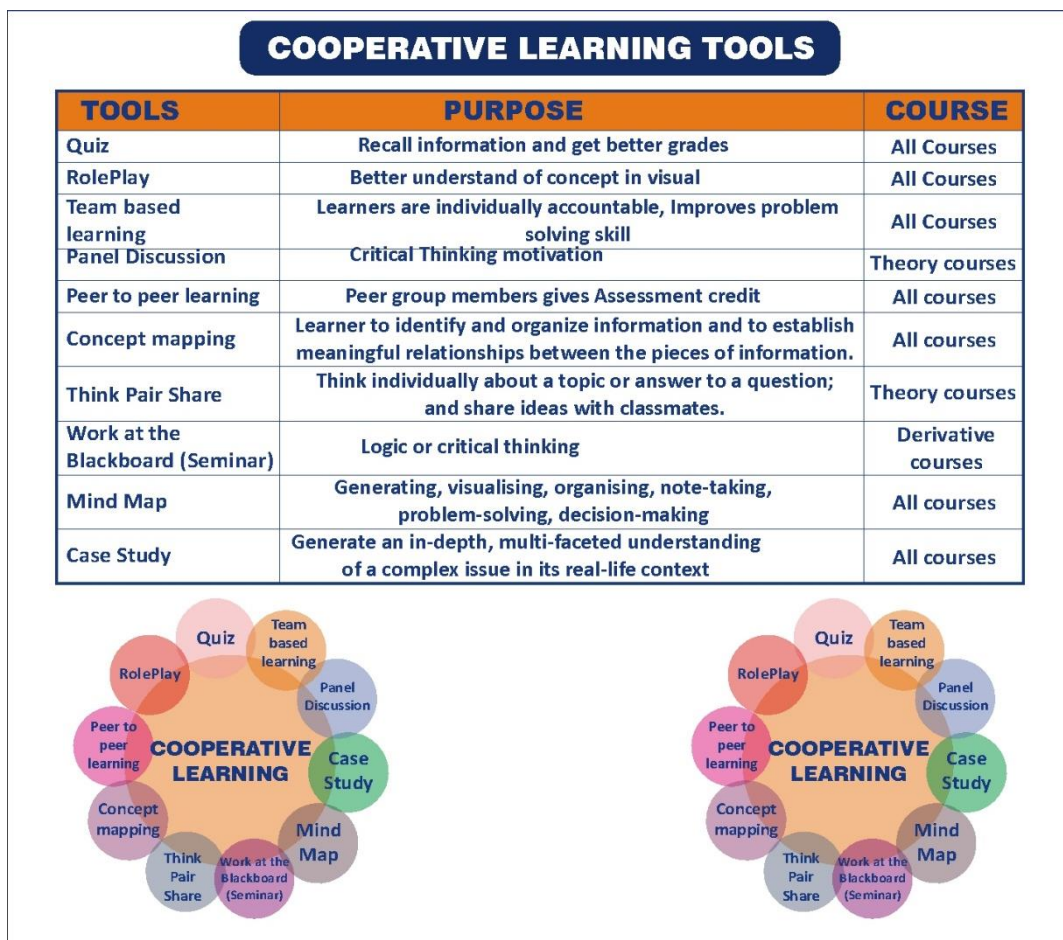 COOPERATIVE LEARNING TOOLS
TOOLS PURPOSE COURSE
Quiz Recall information and get better grades All Courses
RolePlay Better understand of concept in visual All Courses
Team based
learning
Learners are individually accountable, Improves problem
solving skill
All Courses
Panel Discussion Critical Thinking motivation Theory courses
Peer to peer learning Peer group members gives Assessment credit All courses
Concept mapping
Learner to identify and organize information and to establish
meaningful relationships between the pieces of information.
All courses
Think Pair Share
Think individually about a topic or answer to a question;
and share ideas with classmates.
Theory courses
Work at the
Blackboard (Seminar)
Logic or critical thinking
Derivative
courses
Mind Map
Generating, visualising, organising, note-taking,
problem-solving, decision-making
All courses
Case Study
Generate an in-depth, multi-faceted understanding
of a complex issue in its real-life context
All courses
Quiz
Team
based
learning
RolePlay
Panel
Discussion
Peer to
peer
learning
COOPERATIVE
LEARNING
Case
Study
Concept
mapping
Mind
Map
Think
Pair
Share
Work at the
Blackboard
(Seminar)
Quiz
Team
based
learning
RolePlay
Panel
Discussion
Peer to
peer
learning
COOPERATIVE
LEARNING
Case
Study
Concept
mapping
Mind
Map
Think
Pair
Share
Work at the
Blackboard
(Seminar)